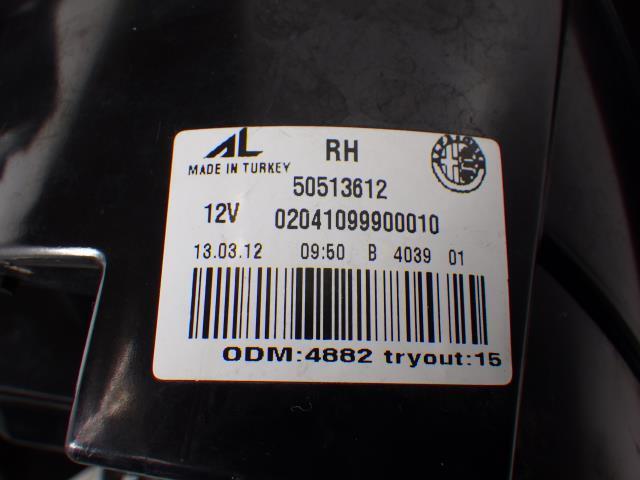 AL RH
MADE IN TURKEY
50513612
12V 02041099900010
13.03.12 09:50 B 4039 01
ODM:4882 tryout:15